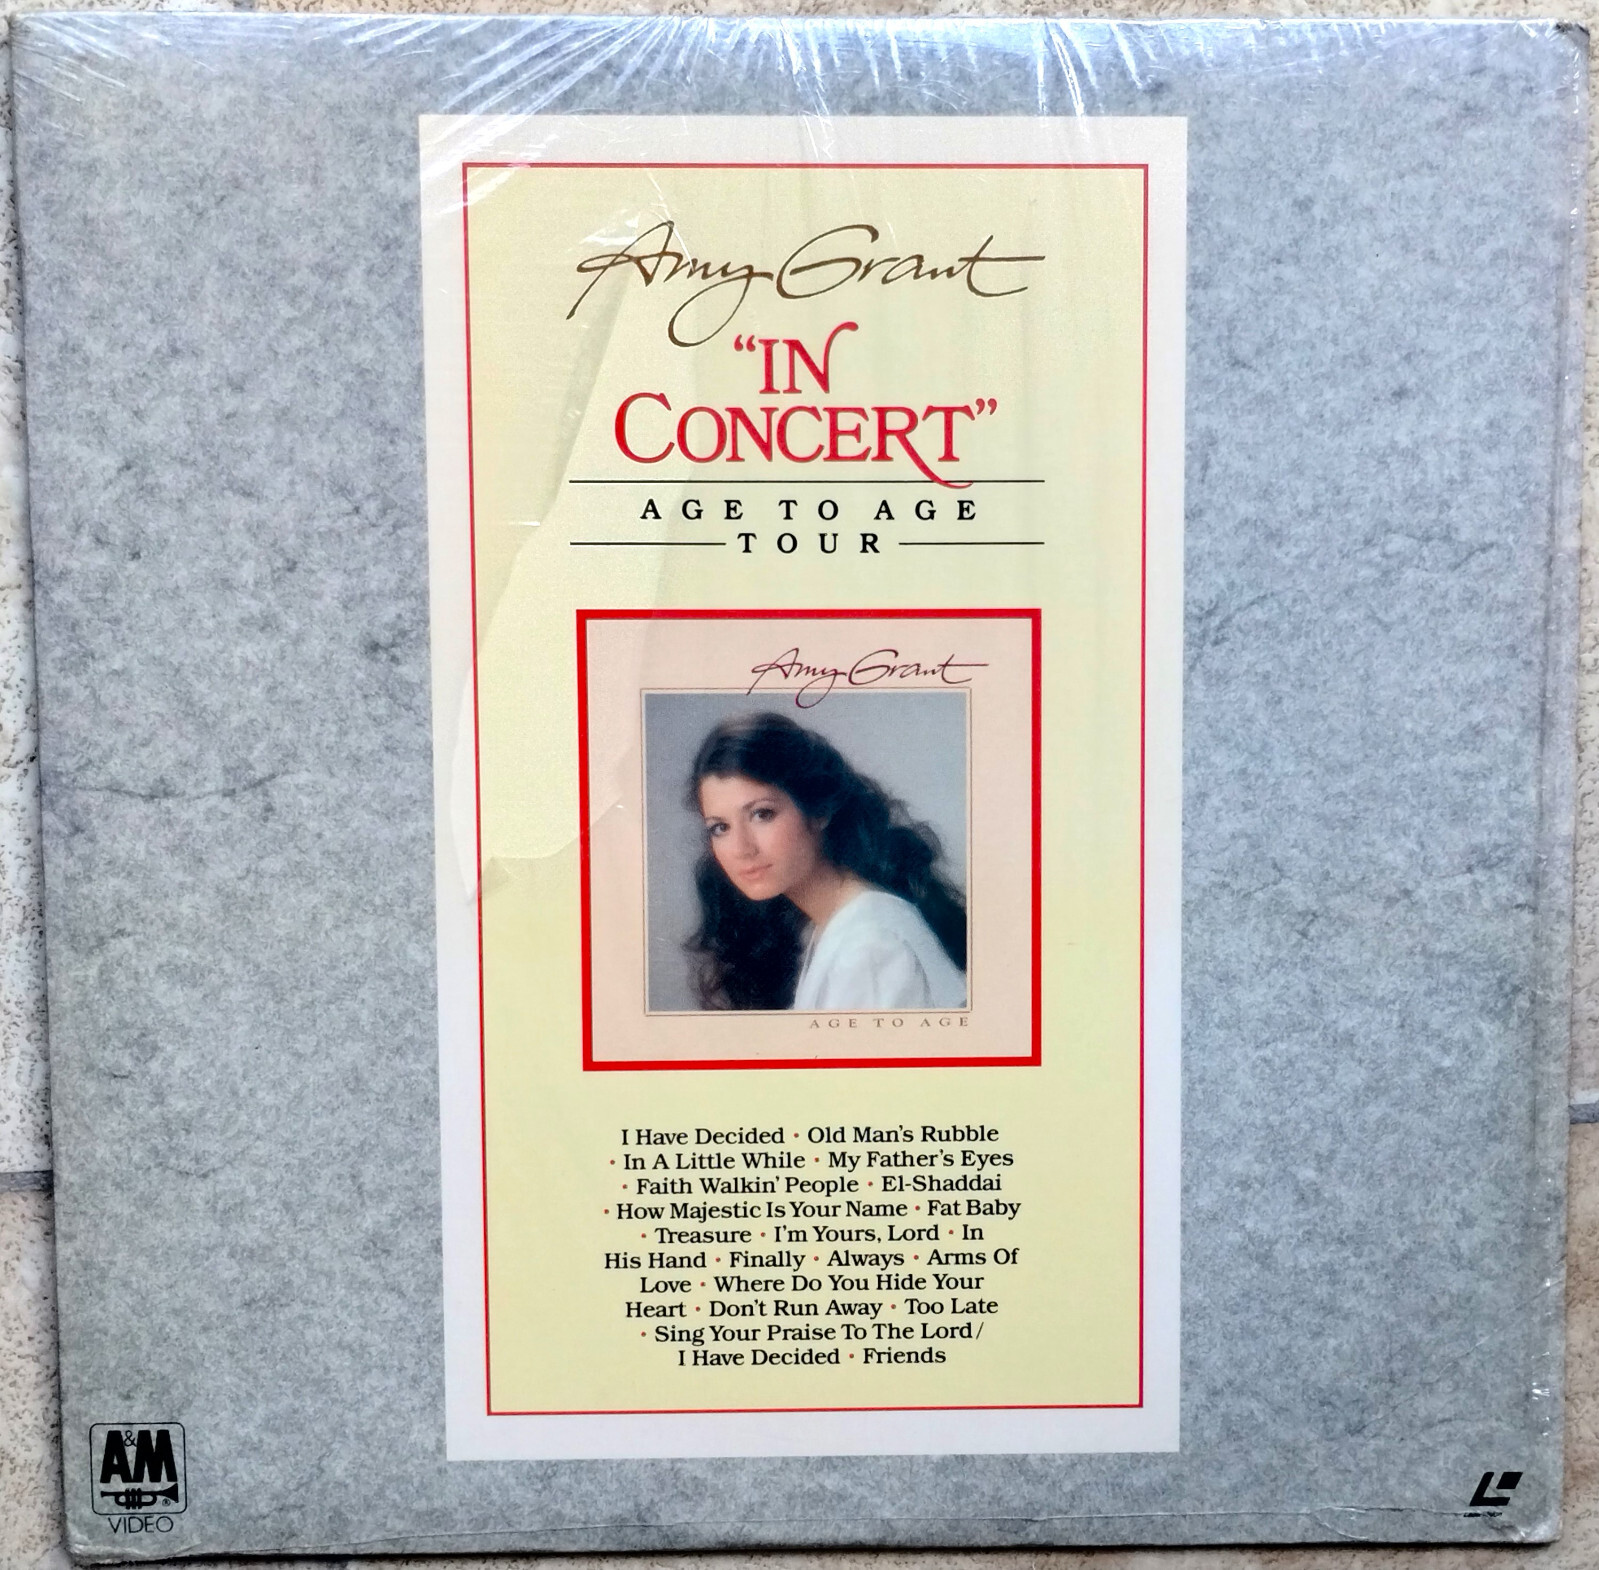 Amy Grant
“IN
CONCERT”
AGE TO AGE
TOUR
Amy Grant
AGE TO AGE
I Have Decided • Old Man's Rubble
• In A Little While • My Father's Eyes
• Faith Walkin' People • El-Shaddai
• How Majestic Is Your Name • Fat Baby
• Treasure • I'm Yours, Lord • In
His Hand • Finally • Always • Arms Of
Love • Where Do You Hide Your
Heart • Don't Run Away • Too Late
• Sing Your Praise To The Lord/
I Have Decided • Friends
A&M
®
VIDEO